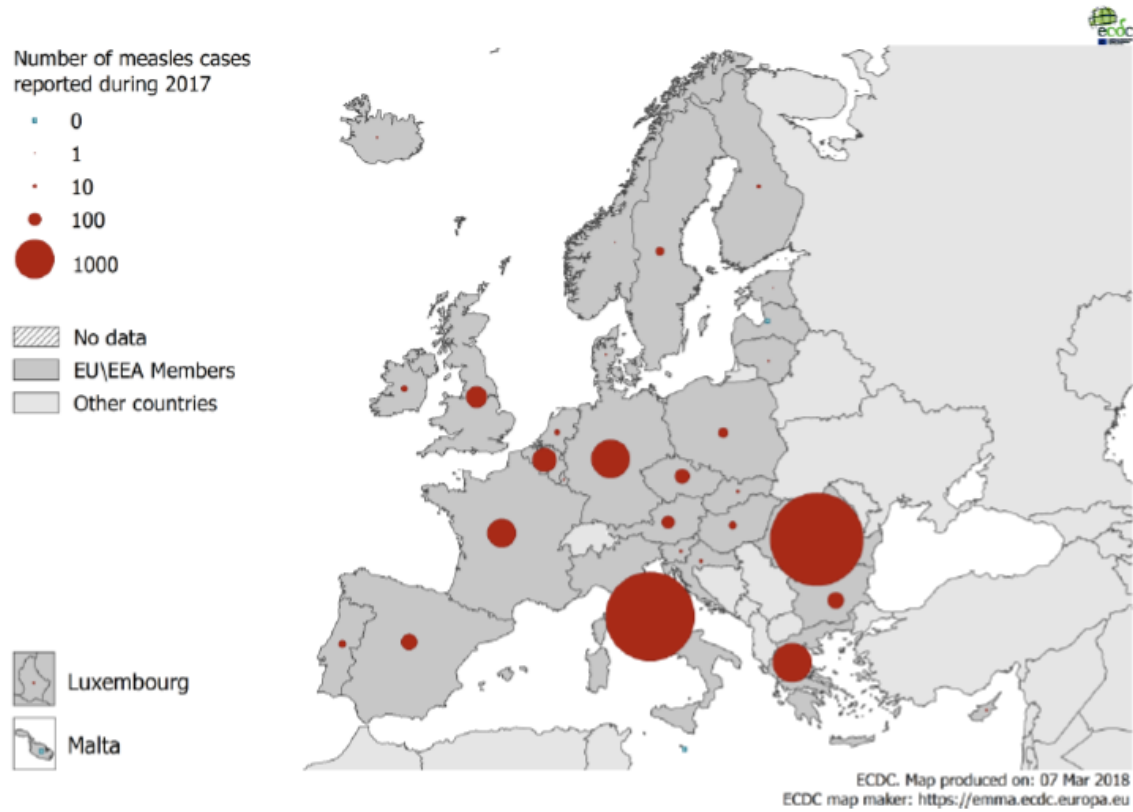 ecdc
Number of measles cases
reported during 2017
0
1
10
100
1000
No data
EU\EEA Members
Other countries
Luxembourg
Malta
ECDC. Map produced on: 07 Mar 2018
ECDC map maker: https://emma.ecdc.europa.eu